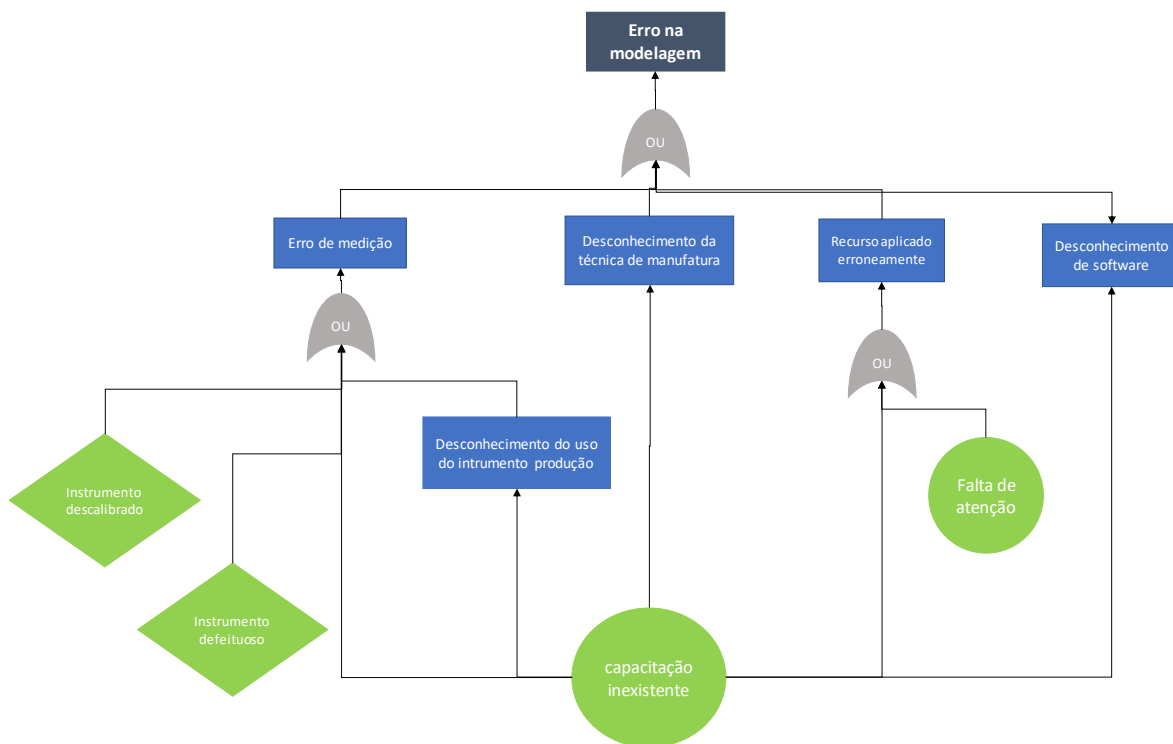 Erro na
modelagem
OU
Erro de medição
Desconhecimento da
técnica de manufatura
Recurso aplicado
erroneamente
Desconhecimento
de software
OU
OU
Desconhecimento do uso
do intrumento produção
Instrumento
descalibrado
Falta de
atenção
Instrumento
defeituoso
capacitação
inexistente